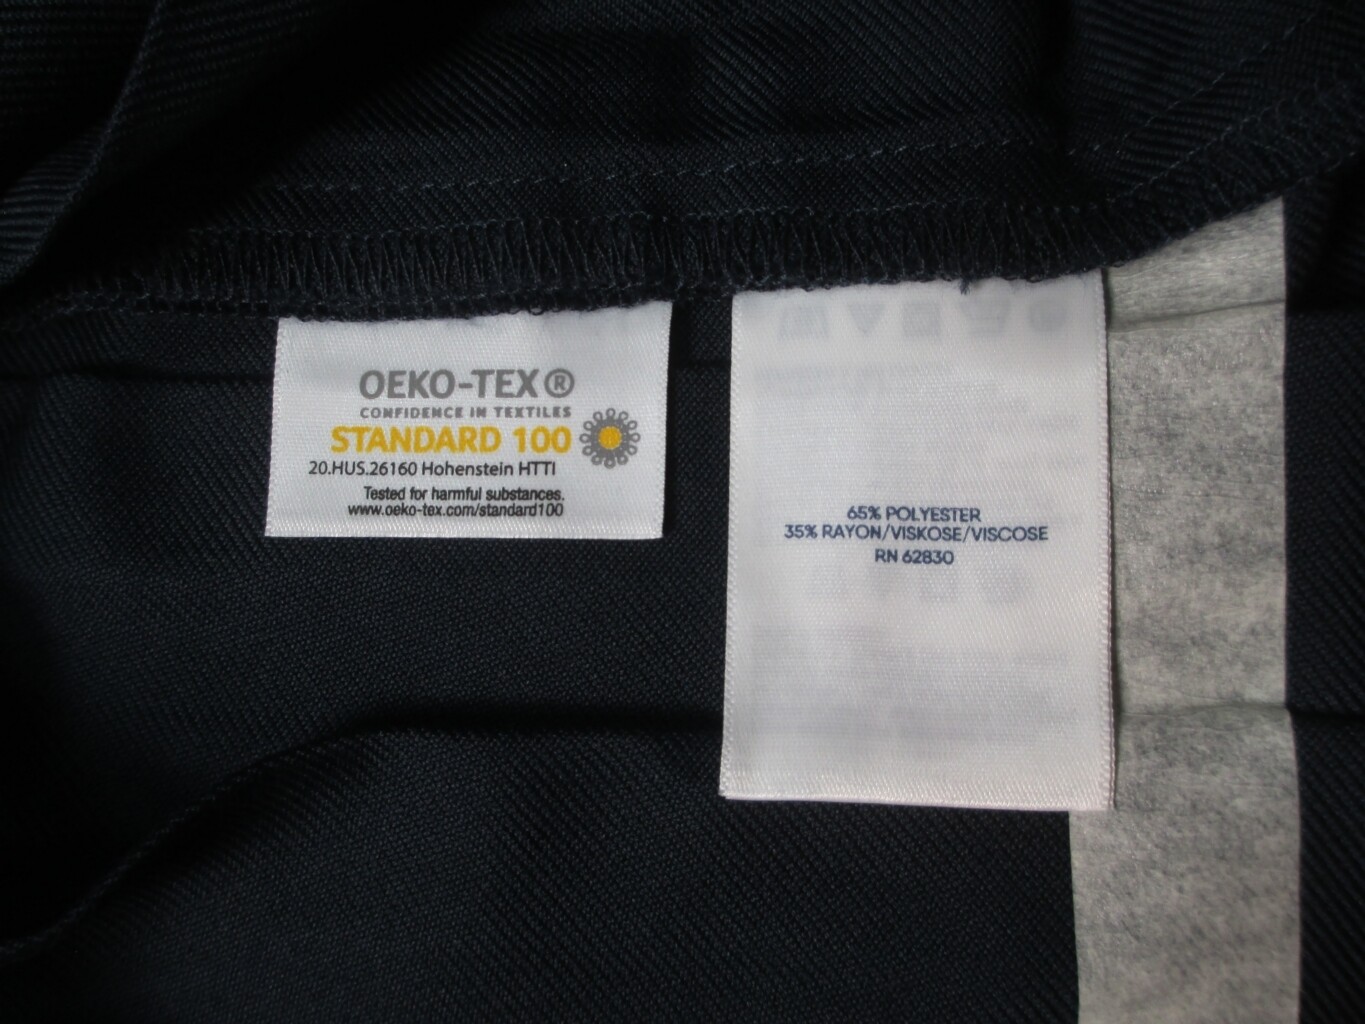 OEKO-TEX®
CONFIDENCE IN TEXTILES
STANDARD 100
20.HUS.26160 Hohenstein HTTI
Tested for harmful substances.
www.oeko-tex.com/standard100
65% POLYESTER
35% RAYON/VISKOSE/VISCOSE
RN 62830